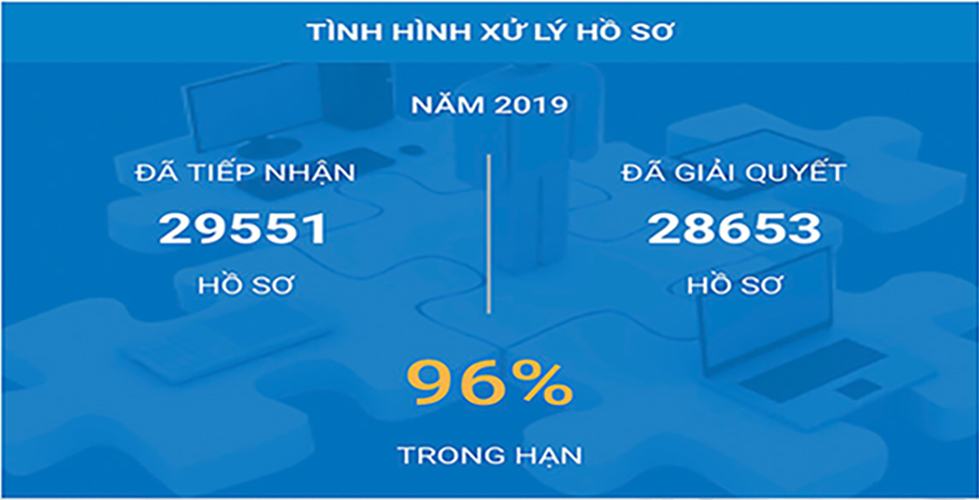 TÌNH HÌNH XỬ LÝ HỒ SƠ
NĂM 2019
ĐÃ TIẾP NHẬN
29551
HỒ SƠ
ĐÃ GIẢI QUYẾT
28653
HỒ SƠ
96%
TRONG HẠN